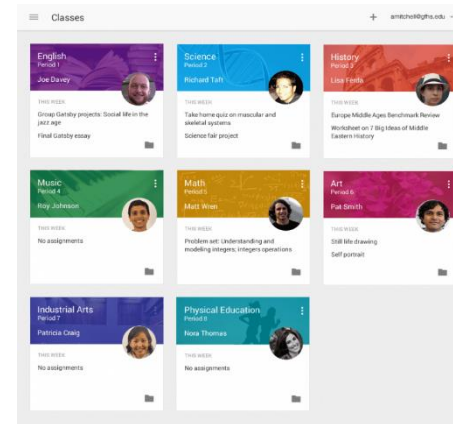 Classes
amitchell@gfhs.edu
English
Period 1
Joe Davey
THIS WEEK
Group Gatsby projects: Social life in the
jazz age
Final Gatsby essay
Science
Period 2
Richard Taft
THIS WEEK
Take home quiz on muscular and
skeletal systems
Science fair project
History
Period 3
Lisa Feida
THIS WEEK
Europe Middle Ages Benchmark Review
Worksheet on 7 Big Ideas of Middle
Eastern History
Music
Period 4
Roy Johnson
THIS WEEK
No assignments
Math
Period 5
Matt Wren
THIS WEEK
Problem set: Understanding and
modeling integers; integers operations
Art
Period 6
Pat Smith
THIS WEEK
Still life drawing
Self portrait
Industrial Arts
Period 7
Patricia Craig
THIS WEEK
No assignments
Physical Education
Period 8
Nora Thomas
THIS WEEK
No assignments